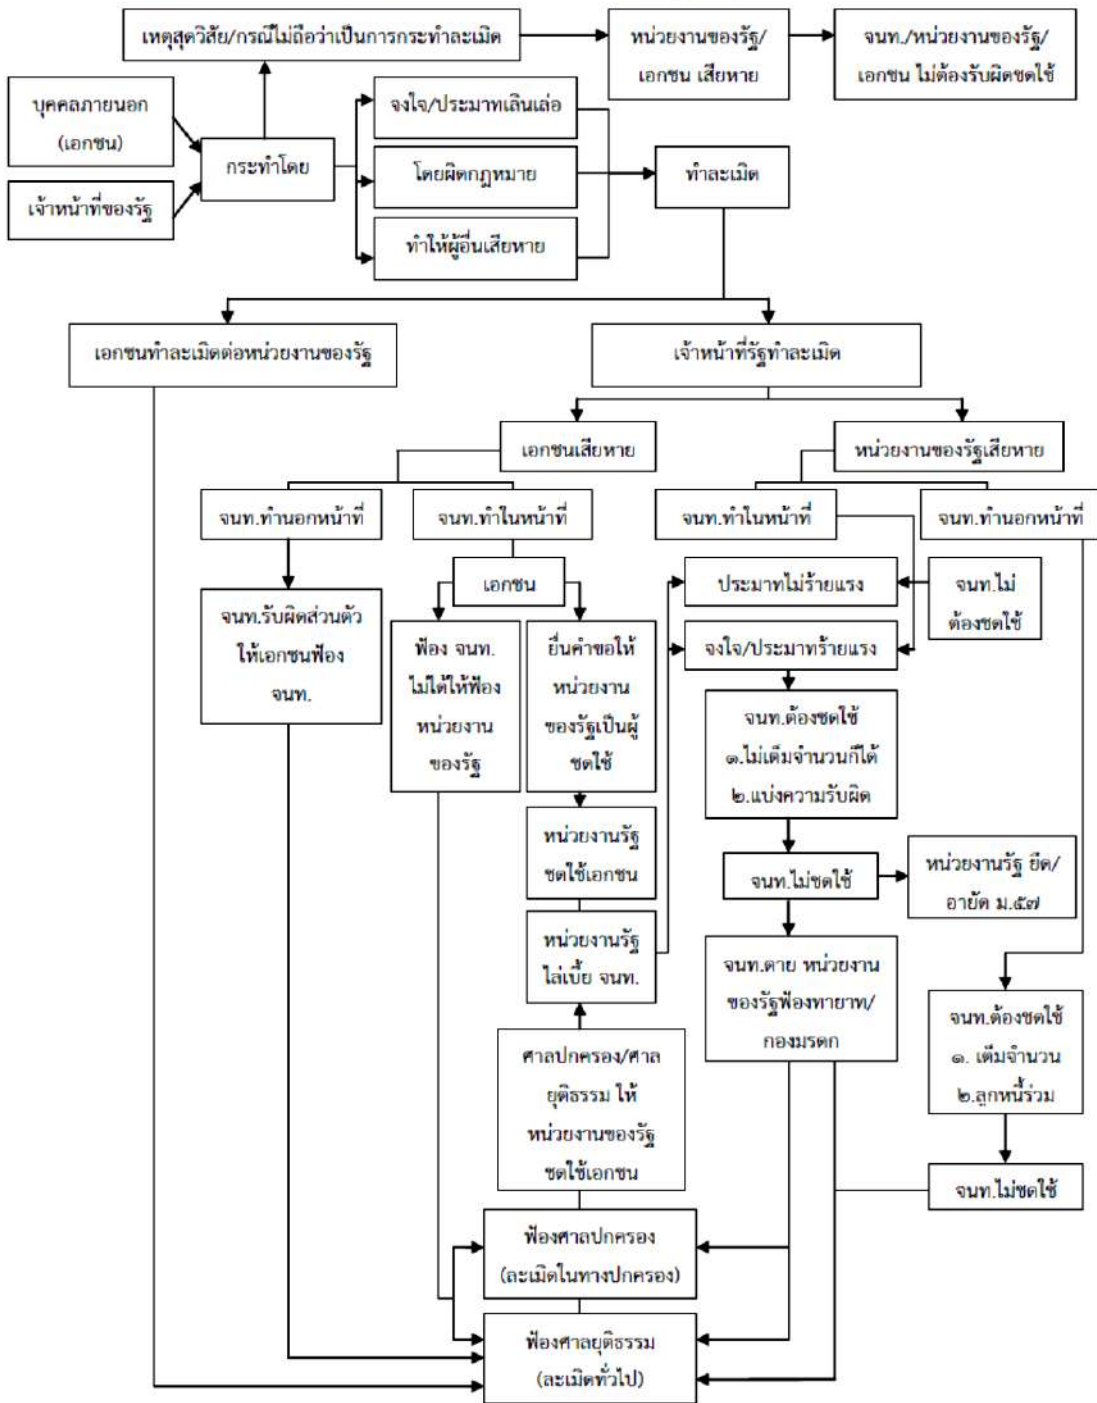 เหตุสุดวิสัย/กรณีไม่ถือว่าเป็นการกระทำละเมิด
หน่วยงานของรัฐ/
เอกชน เสียหาย
จนท./หน่วยงานของรัฐ/
เอกชน ไม่ต้องรับผิดชดใช้
บุคคลภายนอก
(เอกชน)
เจ้าหน้าที่ของรัฐ
กระทำโดย
จงใจ/ประมาทเลินเล่อ
โดยผิดกฎหมาย
ทำให้ผู้อื่นเสียหาย
ทำละเมิด
เอกชนทำละเมิดต่อหน่วยงานของรัฐ
เจ้าหน้าที่รัฐทำละเมิด
เอกชนเสียหาย
หน่วยงานของรัฐเสียหาย
จนท.ทำนอกหน้าที่
จนท.ทำในหน้าที่
จนท.ทำในหน้าที่
จนท.ทำนอกหน้าที่
จนท.รับผิดส่วนตัว
ให้เอกชนฟ้อง
จนท.
เอกชน
ฟ้อง จนท.
ไม่ได้ให้ฟ้อง
หน่วยงาน
ของรัฐ
ยื่นคำขอให้
หน่วยงาน
ของรัฐเป็นผู้
ชดใช้
หน่วยงานรัฐ
ชดใช้เอกชน
หน่วยงานรัฐ
ไล่เบี้ย จนท.
ศาลปกครอง/ศาล
ยุติธรรม ให้
หน่วยงานของรัฐ
ชดใช้เอกชน
ประมาทไม่ร้ายแรง
จนท.ไม่
ต้องชดใช้
จงใจ/ประมาทร้ายแรง
จนท.ต้องชดใช้
๑.ไม่เต็มจำนวนก็ได้
๒.แบ่งความรับผิด
จนท.ไม่ชดใช้
หน่วยงานรัฐ ยึด/
อายัด ม.๕๗
จนท.ตาย หน่วยงาน
ของรัฐฟ้องทายาท/
กองมรดก
จนท.ต้องชดใช้
๑. เต็มจำนวน
๒.ลูกหนี้ร่วม
จนท.ไม่ชดใช้
ฟ้องศาลปกครอง
(ละเมิดในทางปกครอง)
ฟ้องศาลยุติธรรม
(ละเมิดทั่วไป)